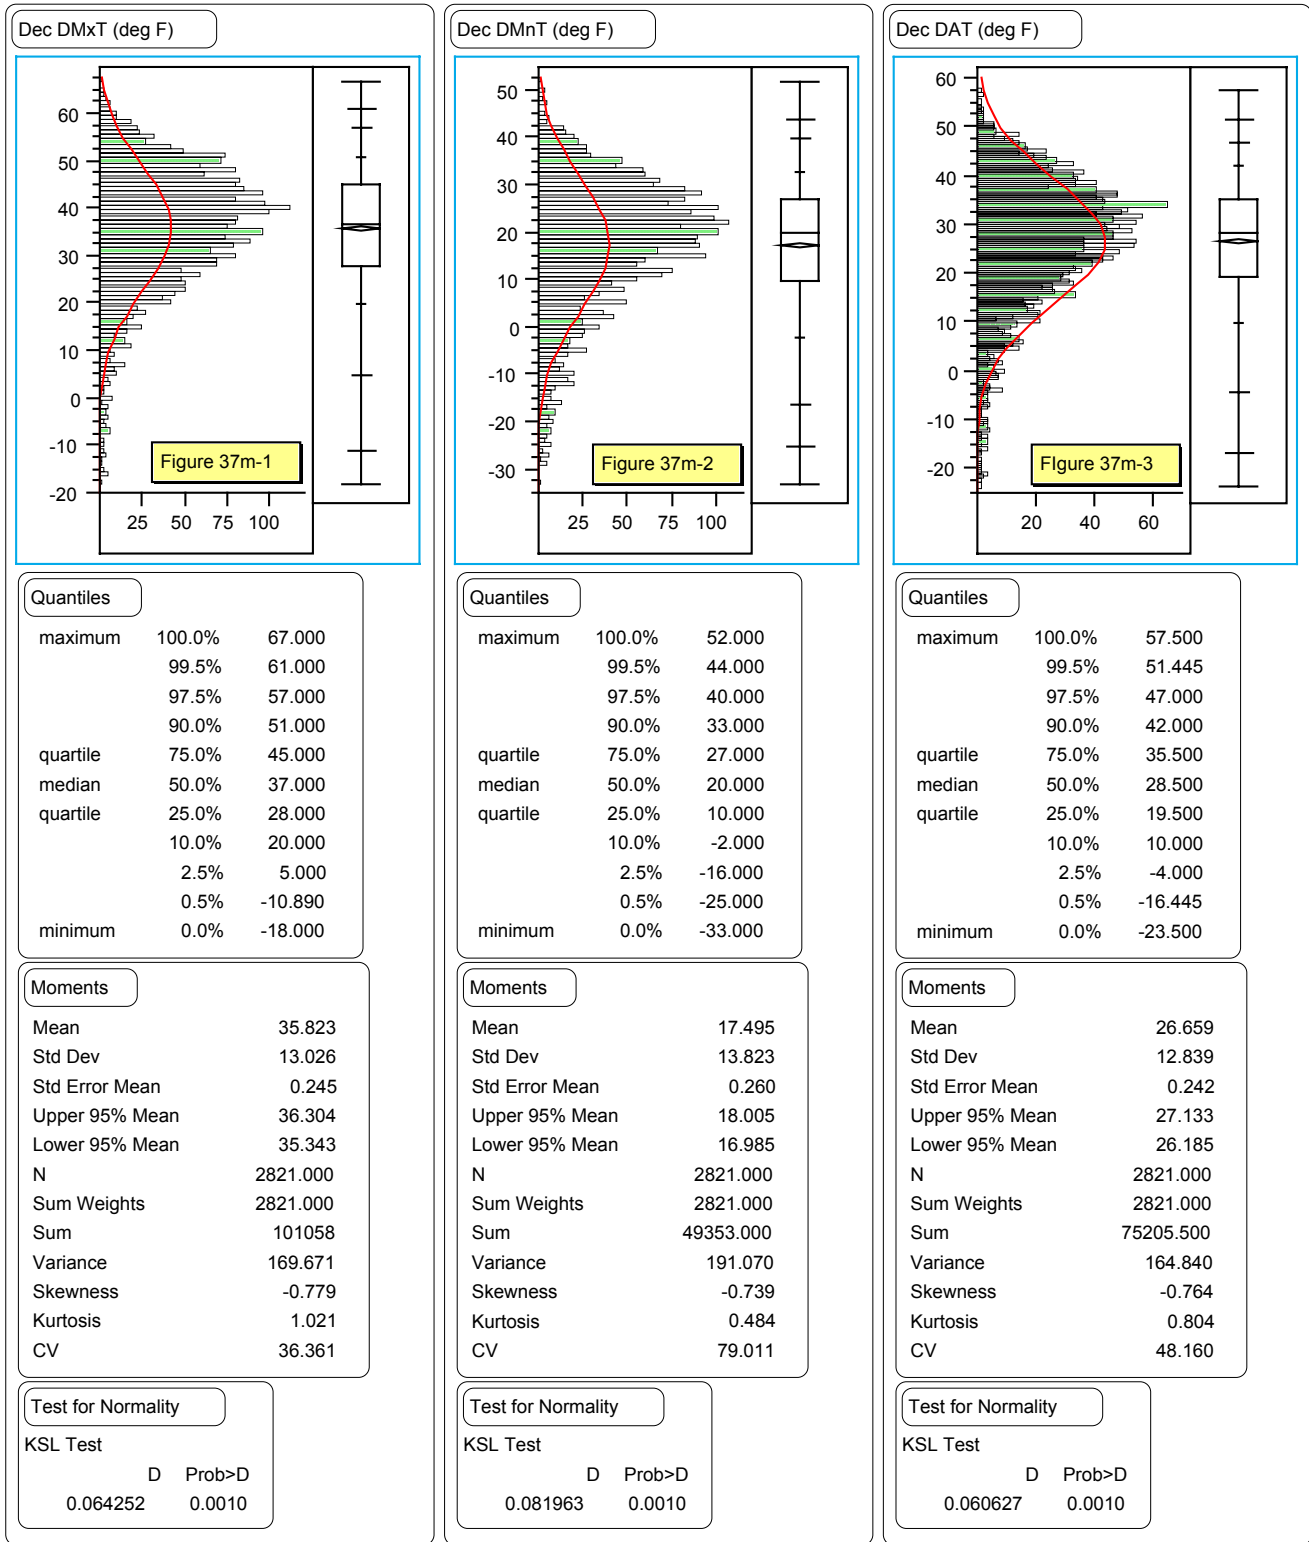 Dec DMxT (deg F)
60
50
40
30
20
10
0
-10
-20
25 50 75 100
Figure 37m-1
Quantiles
maximum 100.0% 67.000
99.5% 61.000
97.5% 57.000
90.0% 51.000
quartile 75.0% 45.000
median 50.0% 37.000
quartile 25.0% 28.000
10.0% 20.000
2.5% 5.000
0.5% -10.890
minimum 0.0% -18.000
Moments
Mean 35.823
Std Dev 13.026
Std Error Mean 0.245
Upper 95% Mean 36.304
Lower 95% Mean 35.343
N 2821.000
Sum Weights 2821.000
Sum 101058
Variance 169.671
Skewness -0.779
Kurtosis 1.021
CV 36.361
Test for Normality
KSL Test
D Prob>D
0.064252 0.0010
Dec DMnT (deg F)
50
40
30
20
10
0
-10
-20
-30
25 50 75 100
Figure 37m-2
Quantiles
maximum 100.0% 52.000
99.5% 44.000
97.5% 40.000
90.0% 33.000
quartile 75.0% 27.000
median 50.0% 20.000
quartile 25.0% 10.000
10.0% -2.000
2.5% -16.000
0.5% -25.000
minimum 0.0% -33.000
Moments
Mean 17.495
Std Dev 13.823
Std Error Mean 0.260
Upper 95% Mean 18.005
Lower 95% Mean 16.985
N 2821.000
Sum Weights 2821.000
Sum 49353.000
Variance 191.070
Skewness -0.739
Kurtosis 0.484
CV 79.011
Test for Normality
KSL Test
D Prob>D
0.081963 0.0010
Dec DAT (deg F)
60
50
40
30
20
10
0
-10
-20
20 40 60
FIgure 37m-3
Quantiles
maximum 100.0% 57.500
99.5% 51.445
97.5% 47.000
90.0% 42.000
quartile 75.0% 35.500
median 50.0% 28.500
quartile 25.0% 19.500
10.0% 10.000
2.5% -4.000
0.5% -16.445
minimum 0.0% -23.500
Moments
Mean 26.659
Std Dev 12.839
Std Error Mean 0.242
Upper 95% Mean 27.133
Lower 95% Mean 26.185
N 2821.000
Sum Weights 2821.000
Sum 75205.500
Variance 164.840
Skewness -0.764
Kurtosis 0.804
CV 48.160
Test for Normality
KSL Test
D Prob>D
0.060627 0.0010